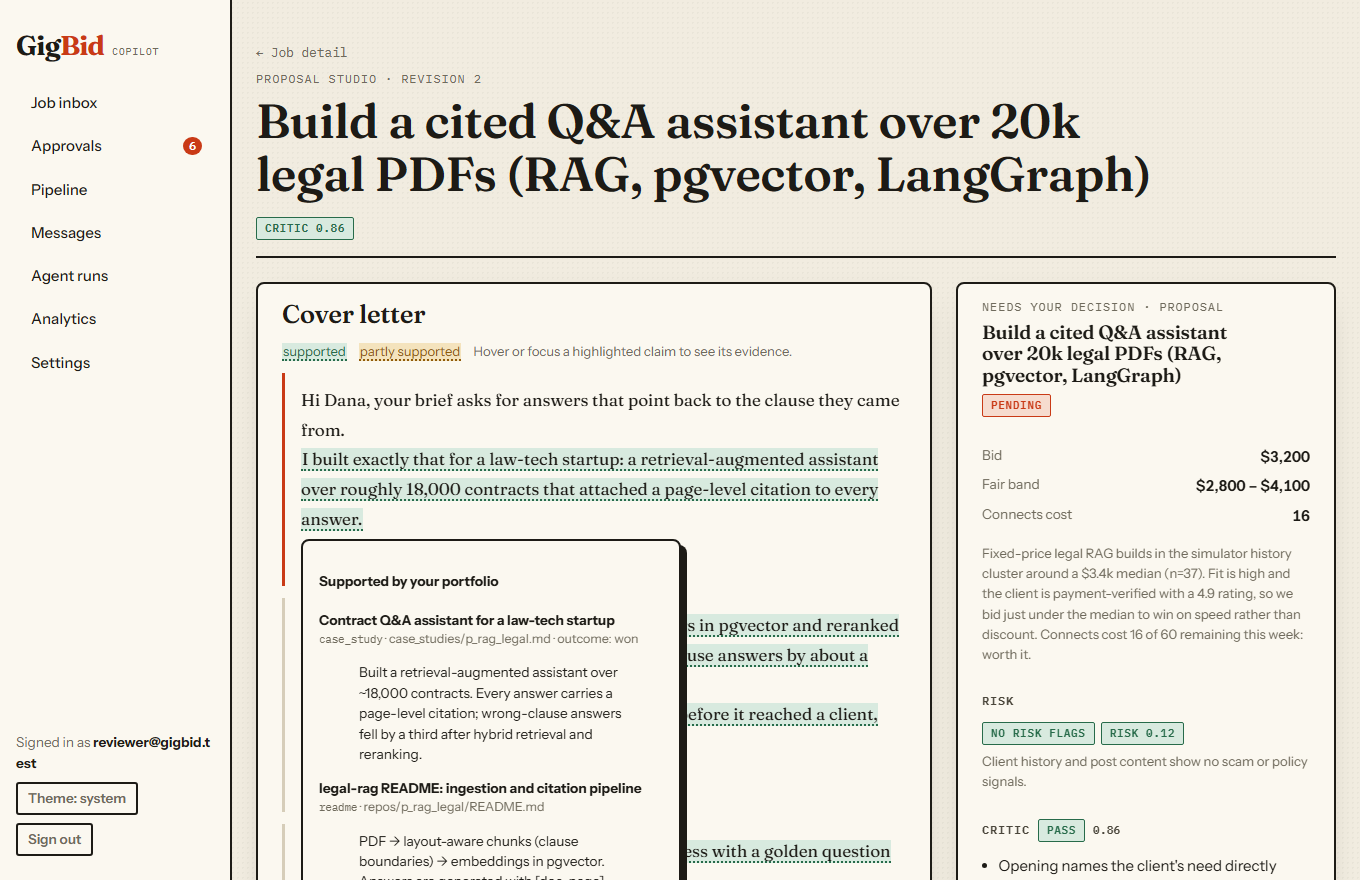 GigBid COPILOT
Job inbox
Approvals 6
Pipeline
Messages
Agent runs
Analytics
Settings
Signed in as reviewer@gigbid.t
est
Theme: system
Sign out
← Job detail
PROPOSAL STUDIO · REVISION 2
Build a cited Q&A assistant over 20k
legal PDFs (RAG, pgvector, LangGraph)
CRITIC 0.86
Cover letter
supported partly supported Hover or focus a highlighted claim to see its evidence.
Hi Dana, your brief asks for answers that point back to the clause they came
from.
I built exactly that for a law-tech startup: a retrieval-augmented assistant
over roughly 18,000 contracts that attached a page-level citation to every
answer.
Supported by your portfolio
Contract Q&A assistant for a law-tech startup
case_study · case_studies/p_rag_legal.md · outcome: won
Built a retrieval-augmented assistant over
~18,000 contracts. Every answer carries a
page-level citation; wrong-clause answers
fell by a third after hybrid retrieval and
reranking.
legal-rag README: ingestion and citation pipeline
readme · repos/p_rag_legal/README.md
PDF → layout-aware chunks (clause
boundaries) → embeddings in pgvector.
in pgvector and reranked
answers by about a
before it reached a client,
with a golden question
NEEDS YOUR DECISION · PROPOSAL
Build a cited Q&A assistant
over 20k legal PDFs (RAG,
pgvector, LangGraph)
PENDING
Bid $3,200
Fair band $2,800 – $4,100
Connects cost 16
Fixed-price legal RAG builds in the simulator history
cluster around a $3.4k median (n=37). Fit is high and
the client is payment-verified with a 4.9 rating, so we
bid just under the median to win on speed rather than
discount. Connects cost 16 of 60 remaining this week:
worth it.
RISK
NO RISK FLAGS RISK 0.12
Client history and post content show no scam or policy
signals.
CRITIC PASS 0.86
• Opening names the client's need directly